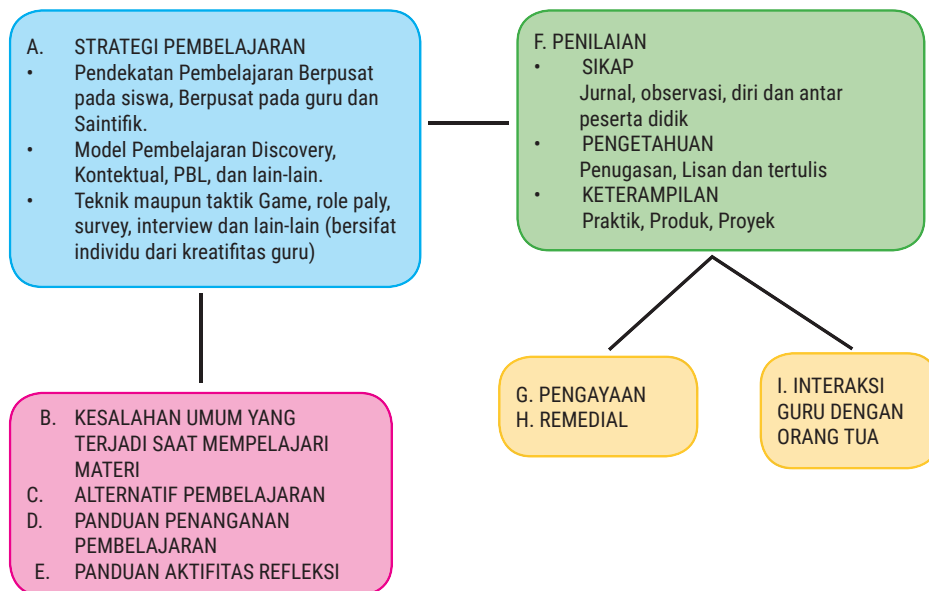 A. STRATEGI PEMBELAJARAN
• Pendekatan Pembelajaran Berpusat
pada siswa, Berpusat pada guru dan
Saintifik.
• Model Pembelajaran Discovery,
Kontektual, PBL, dan lain-lain.
• Teknik maupun taktik Game, role paly,
survey, interview dan lain-lain (bersifat
individu dari kreatifitas guru)
F. PENILAIAN
• SIKAP
Jurnal, observasi, diri dan antar
peserta didik
• PENGETAHUAN
Penugasan, Lisan dan tertulis
• KETERAMPILAN
Praktik, Produk, Proyek
B. KESALAHAN UMUM YANG
TERJADI SAAT MEMPELAJARI
MATERI
C. ALTERNATIF PEMBELAJARAN
D. PANDUAN PENANGANAN
PEMBELAJARAN
E. PANDUAN AKTIFITAS REFLEKSI
G. PENGAYAAN
H. REMEDIAL
I. INTERAKSI
GURU DENGAN
ORANG TUA